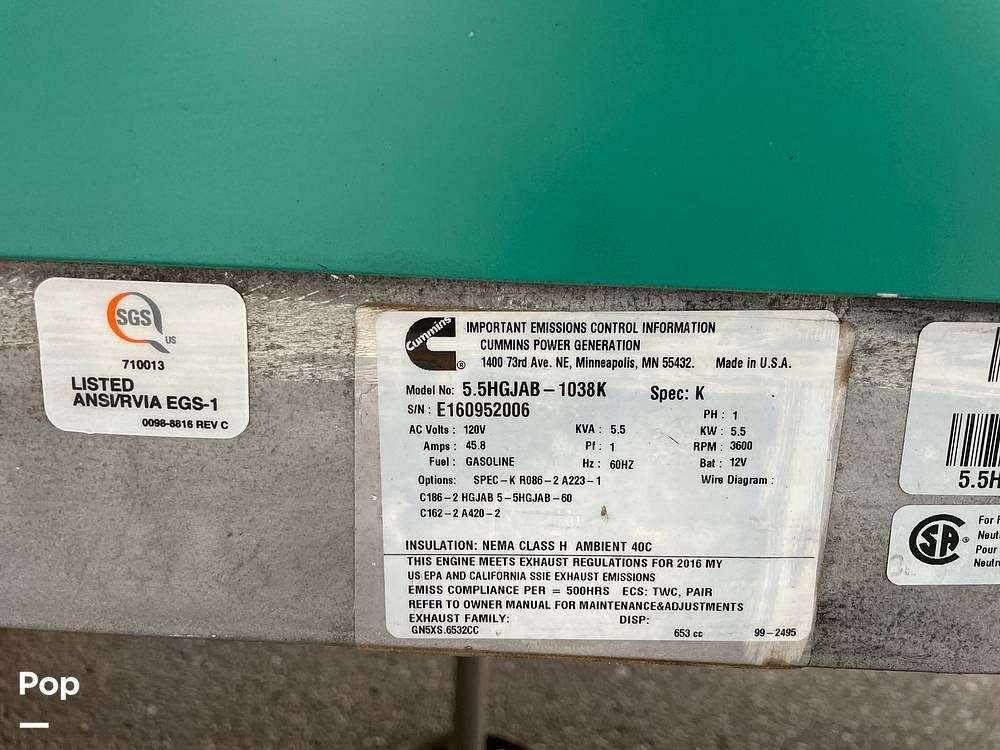 SGS
US
710013
LISTED
ANSI/RVIA EGS-1
0098-8816 REV C
Cummins
®
IMPORTANT EMISSIONS CONTROL INFORMATION
CUMMINS POWER GENERATION
1400 73rd Ave. NE, Minneapolis, MN 55432. Made in U.S.A.
Model No: 5.5HGJAB-1038K Spec: K
S/N : E160952006 PH : 1
AC Volts : 120V KVA : 5.5 KW : 5.5
Amps : 45.8 Pf : 1 RPM : 3600
Fuel : GASOLINE Hz : 60HZ Bat : 12V
Options: SPEC-K R086-2 A223-1 Wire Diagram :
C186-2 HGJAB 5-5HGJAB-60
C162-2 A420-2
INSULATION: NEMA CLASS H AMBIENT 40C
THIS ENGINE MEETS EXHAUST REGULATIONS FOR 2016 MY
US EPA AND CALIFORNIA SSIE EXHAUST EMISSIONS
EMISS COMPLIANCE PER = 500HRS ECS: TWC, PAIR
REFER TO OWNER MANUAL FOR MAINTENANCE&ADJUSTMENTS
EXHAUST FAMILY: DISP:
GN5XS.6532CC 653 cc 99-2495
5.5H
SA ®
For
Neut
Pour
Neutr
Pop